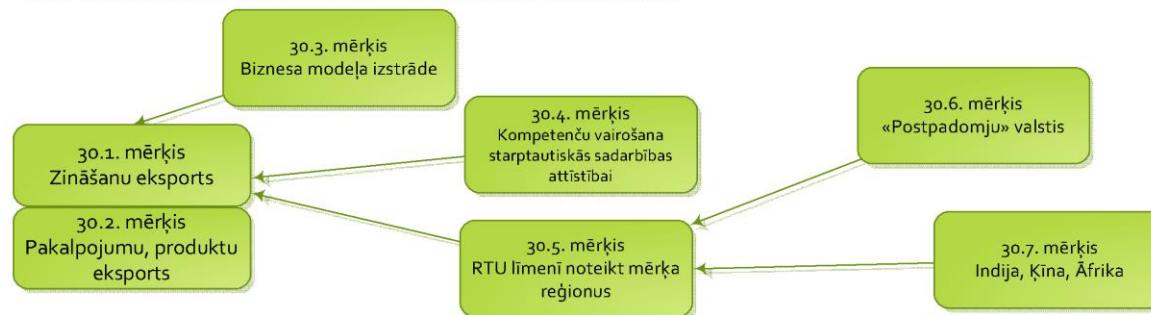 30.3. mērķis
Biznesa modeļa izstrāde
30.1. mērķis
Zināšanu eksports
30.2. mērķis
Pakalpojumu, produktu
eksports
30.4. mērķis
Kompetenču vairošana
starptautiskās sadarbības
attīstībai
30.5. mērķis
RTU līmenī noteikt mērķa
reģionus
30.6. mērķis
«Postpadomju» valstis
30.7. mērķis
Indija, Ķīna, Āfrika